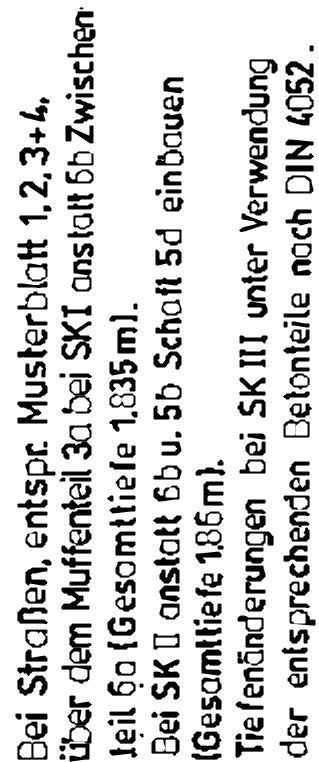 Bei Straßen, entspr. Musterblatt 1, 2, 3+4,
über dem Muffenteil 3a bei SK I anstatt 6b Zwischen-
teil 6a (Gesamttiefe 1,835 m).
Bei SK II anstatt 6b u. 5b Schaft 5d einbauen
(Gesamttiefe 1,86 m).
Tiefenänderungen bei SK III unter Verwendung
der entsprechenden Betonteile nach DIN 4052.